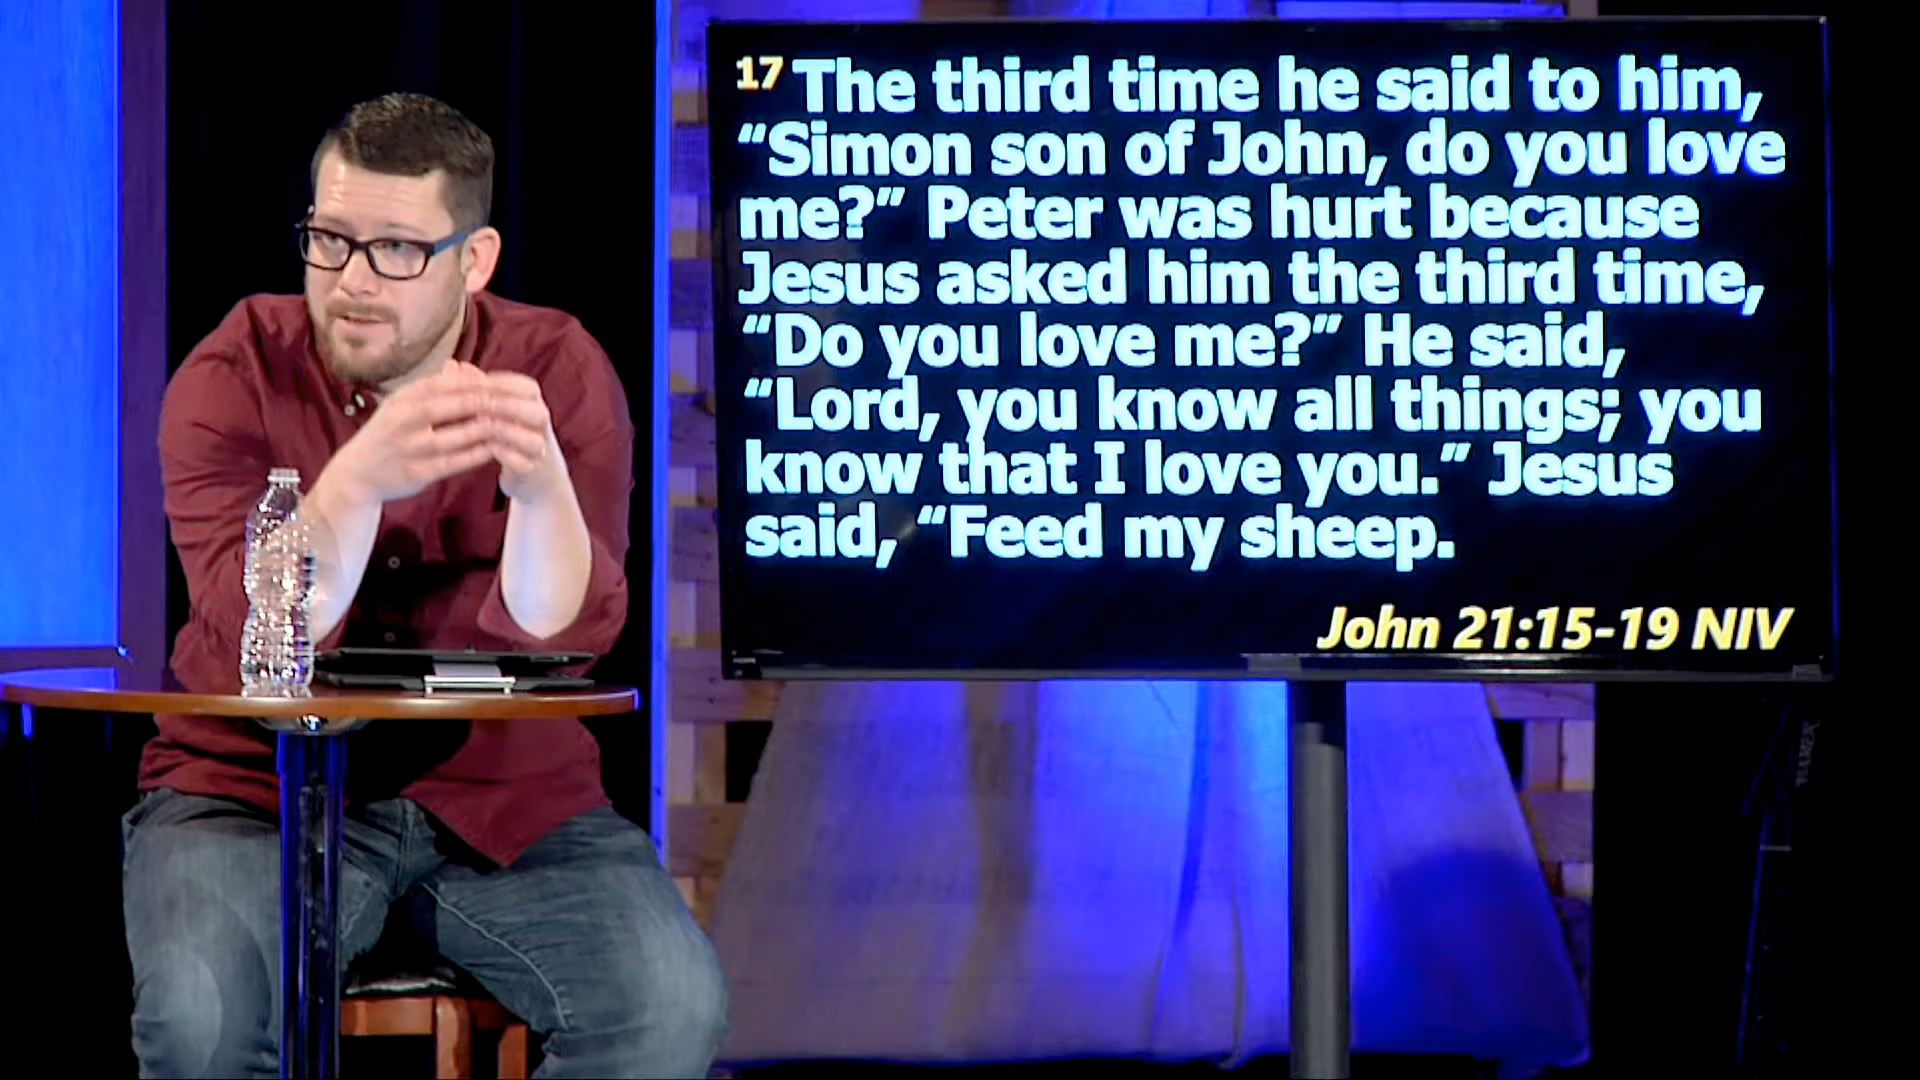 17 The third time he said to him,
“Simon son of John, do you love
me?” Peter was hurt because
Jesus asked him the third time,
“Do you love me?” He said,
“Lord, you know all things; you
know that I love you.” Jesus
said, “Feed my sheep.
John 21:15-19 NIV